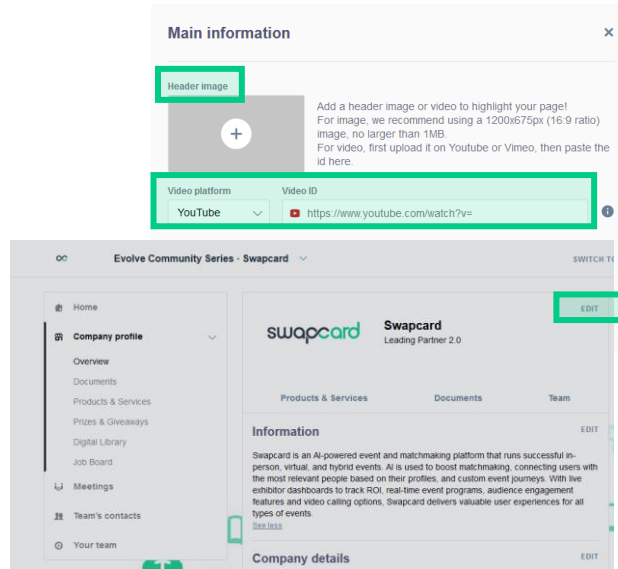 Main information
Header image
Add a header image or video to highlight your page!
For image, we recommend using a 1200x675px (16:9 ratio)
image, no larger than 1MB.
For video, first upload it on Youtube or Vimeo, then paste the
id here.
Video platform
Video ID
YouTube
https://www.youtube.com/watch?v=
Evolve Community Series - Swapcard
SWITCH TO
Home
Company profile
Overview
Documents
Products & Services
Prizes & Giveaways
Digital Library
Job Board
Meetings
Team's contacts
Your team
EDIT
swapcard
Swapcard
Leading Partner 2.0
Products & Services
Documents
Team
Information
EDIT
Swapcard is an AI-powered event and matchmaking platform that runs successful in-
person, virtual, and hybrid events. AI is used to boost matchmaking, connecting users with
the most relevant people based on their profiles, and custom event journeys. With live
exhibitor dashboards to track ROI, real-time event programs, audience engagement
features and video calling options, Swapcard delivers valuable user experiences for all
types of events.
See less
Company details
EDIT